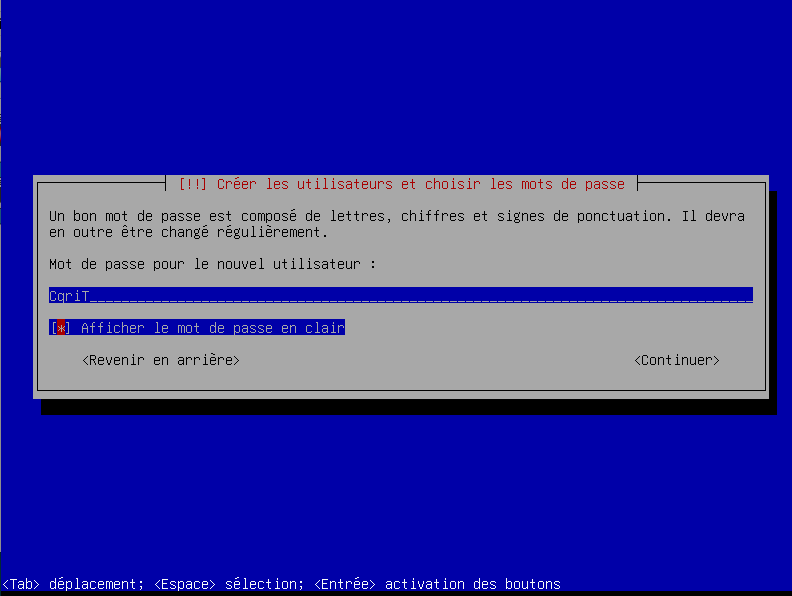 [!!] Créer les utilisateurs et choisir les mots de passe
Un bon mot de passe est composé de lettres, chiffres et signes de ponctuation. Il devra
en outre être changé régulièrement.
Mot de passe pour le nouvel utilisateur :
CqriT
[*] Afficher le mot de passe en clair
<Revenir en arrière> <Continuer>
<Tab> déplacement; <Espace> sélection; <Entrée> activation des boutons